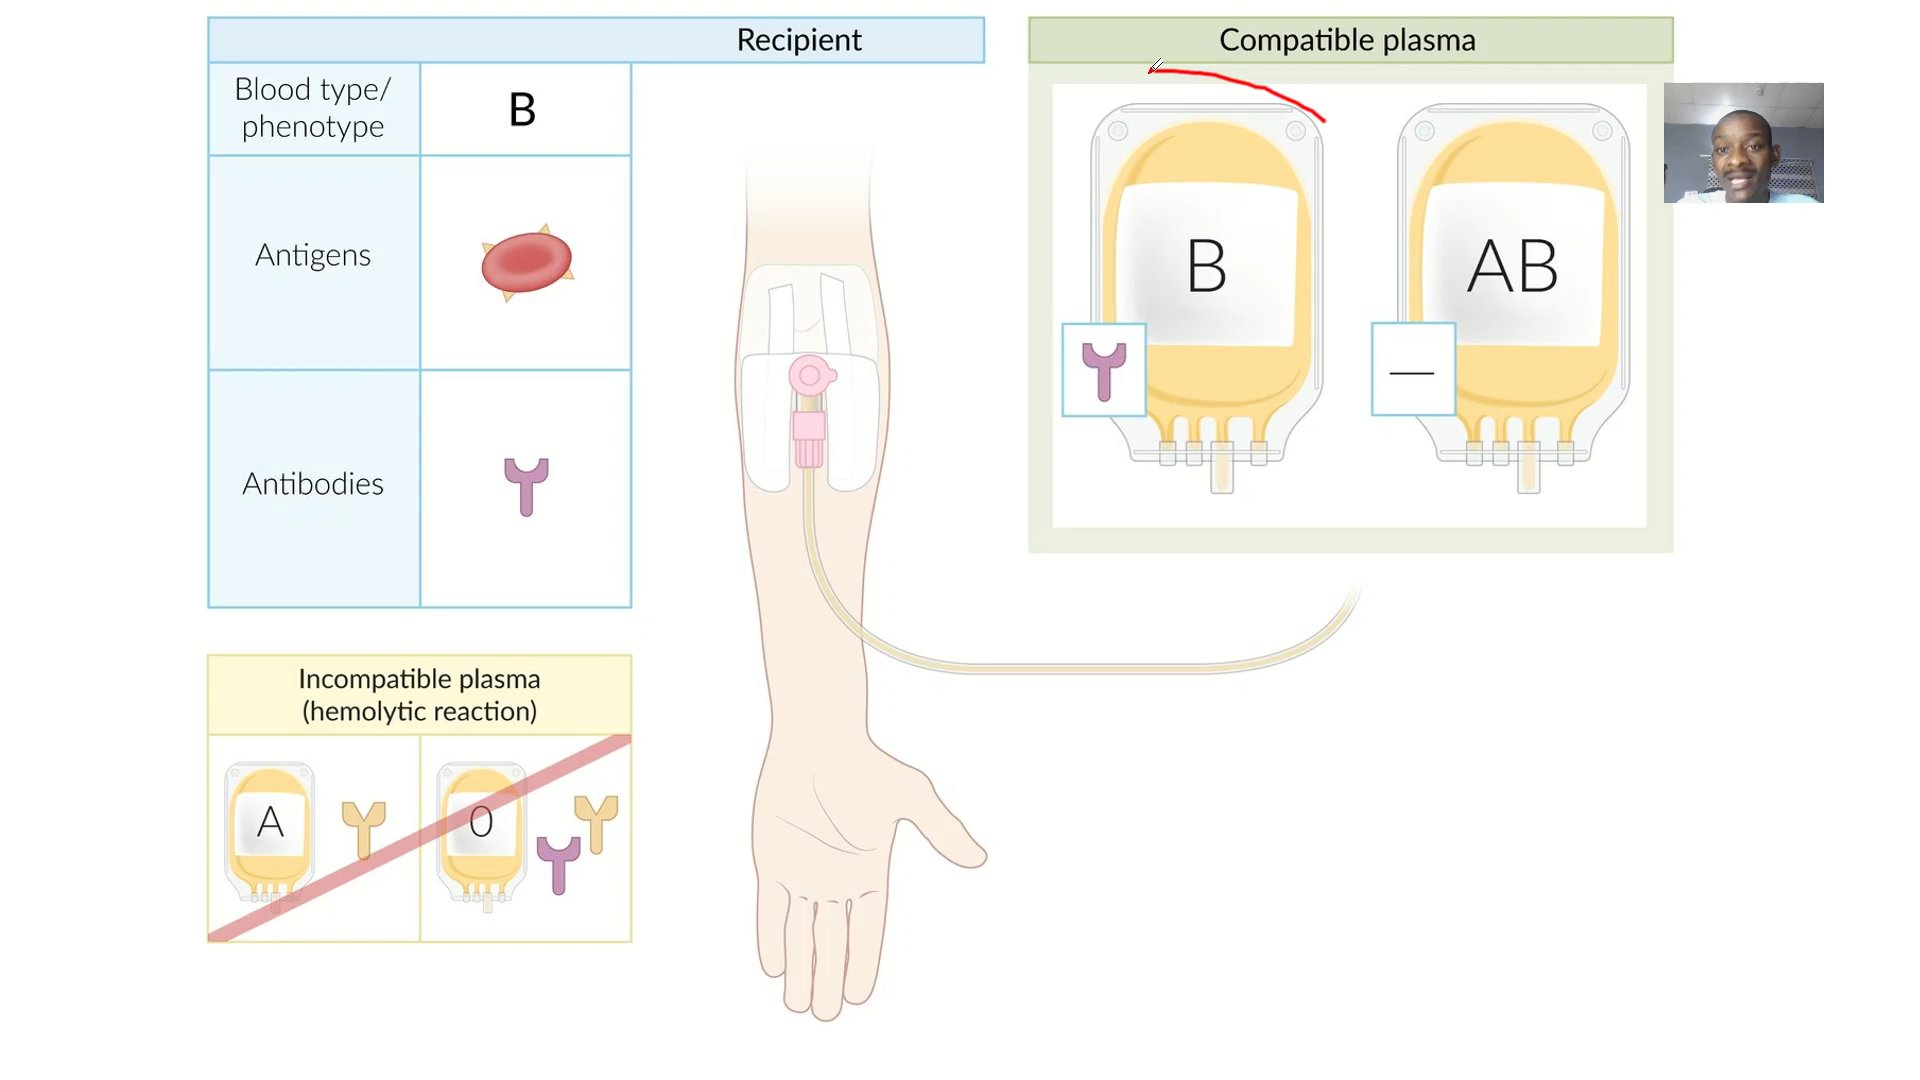 Recipient
Blood type/
phenotype
B
Antigens
Antibodies
Incompatible plasma
(hemolytic reaction)
A
0
Compatible plasma
B
AB